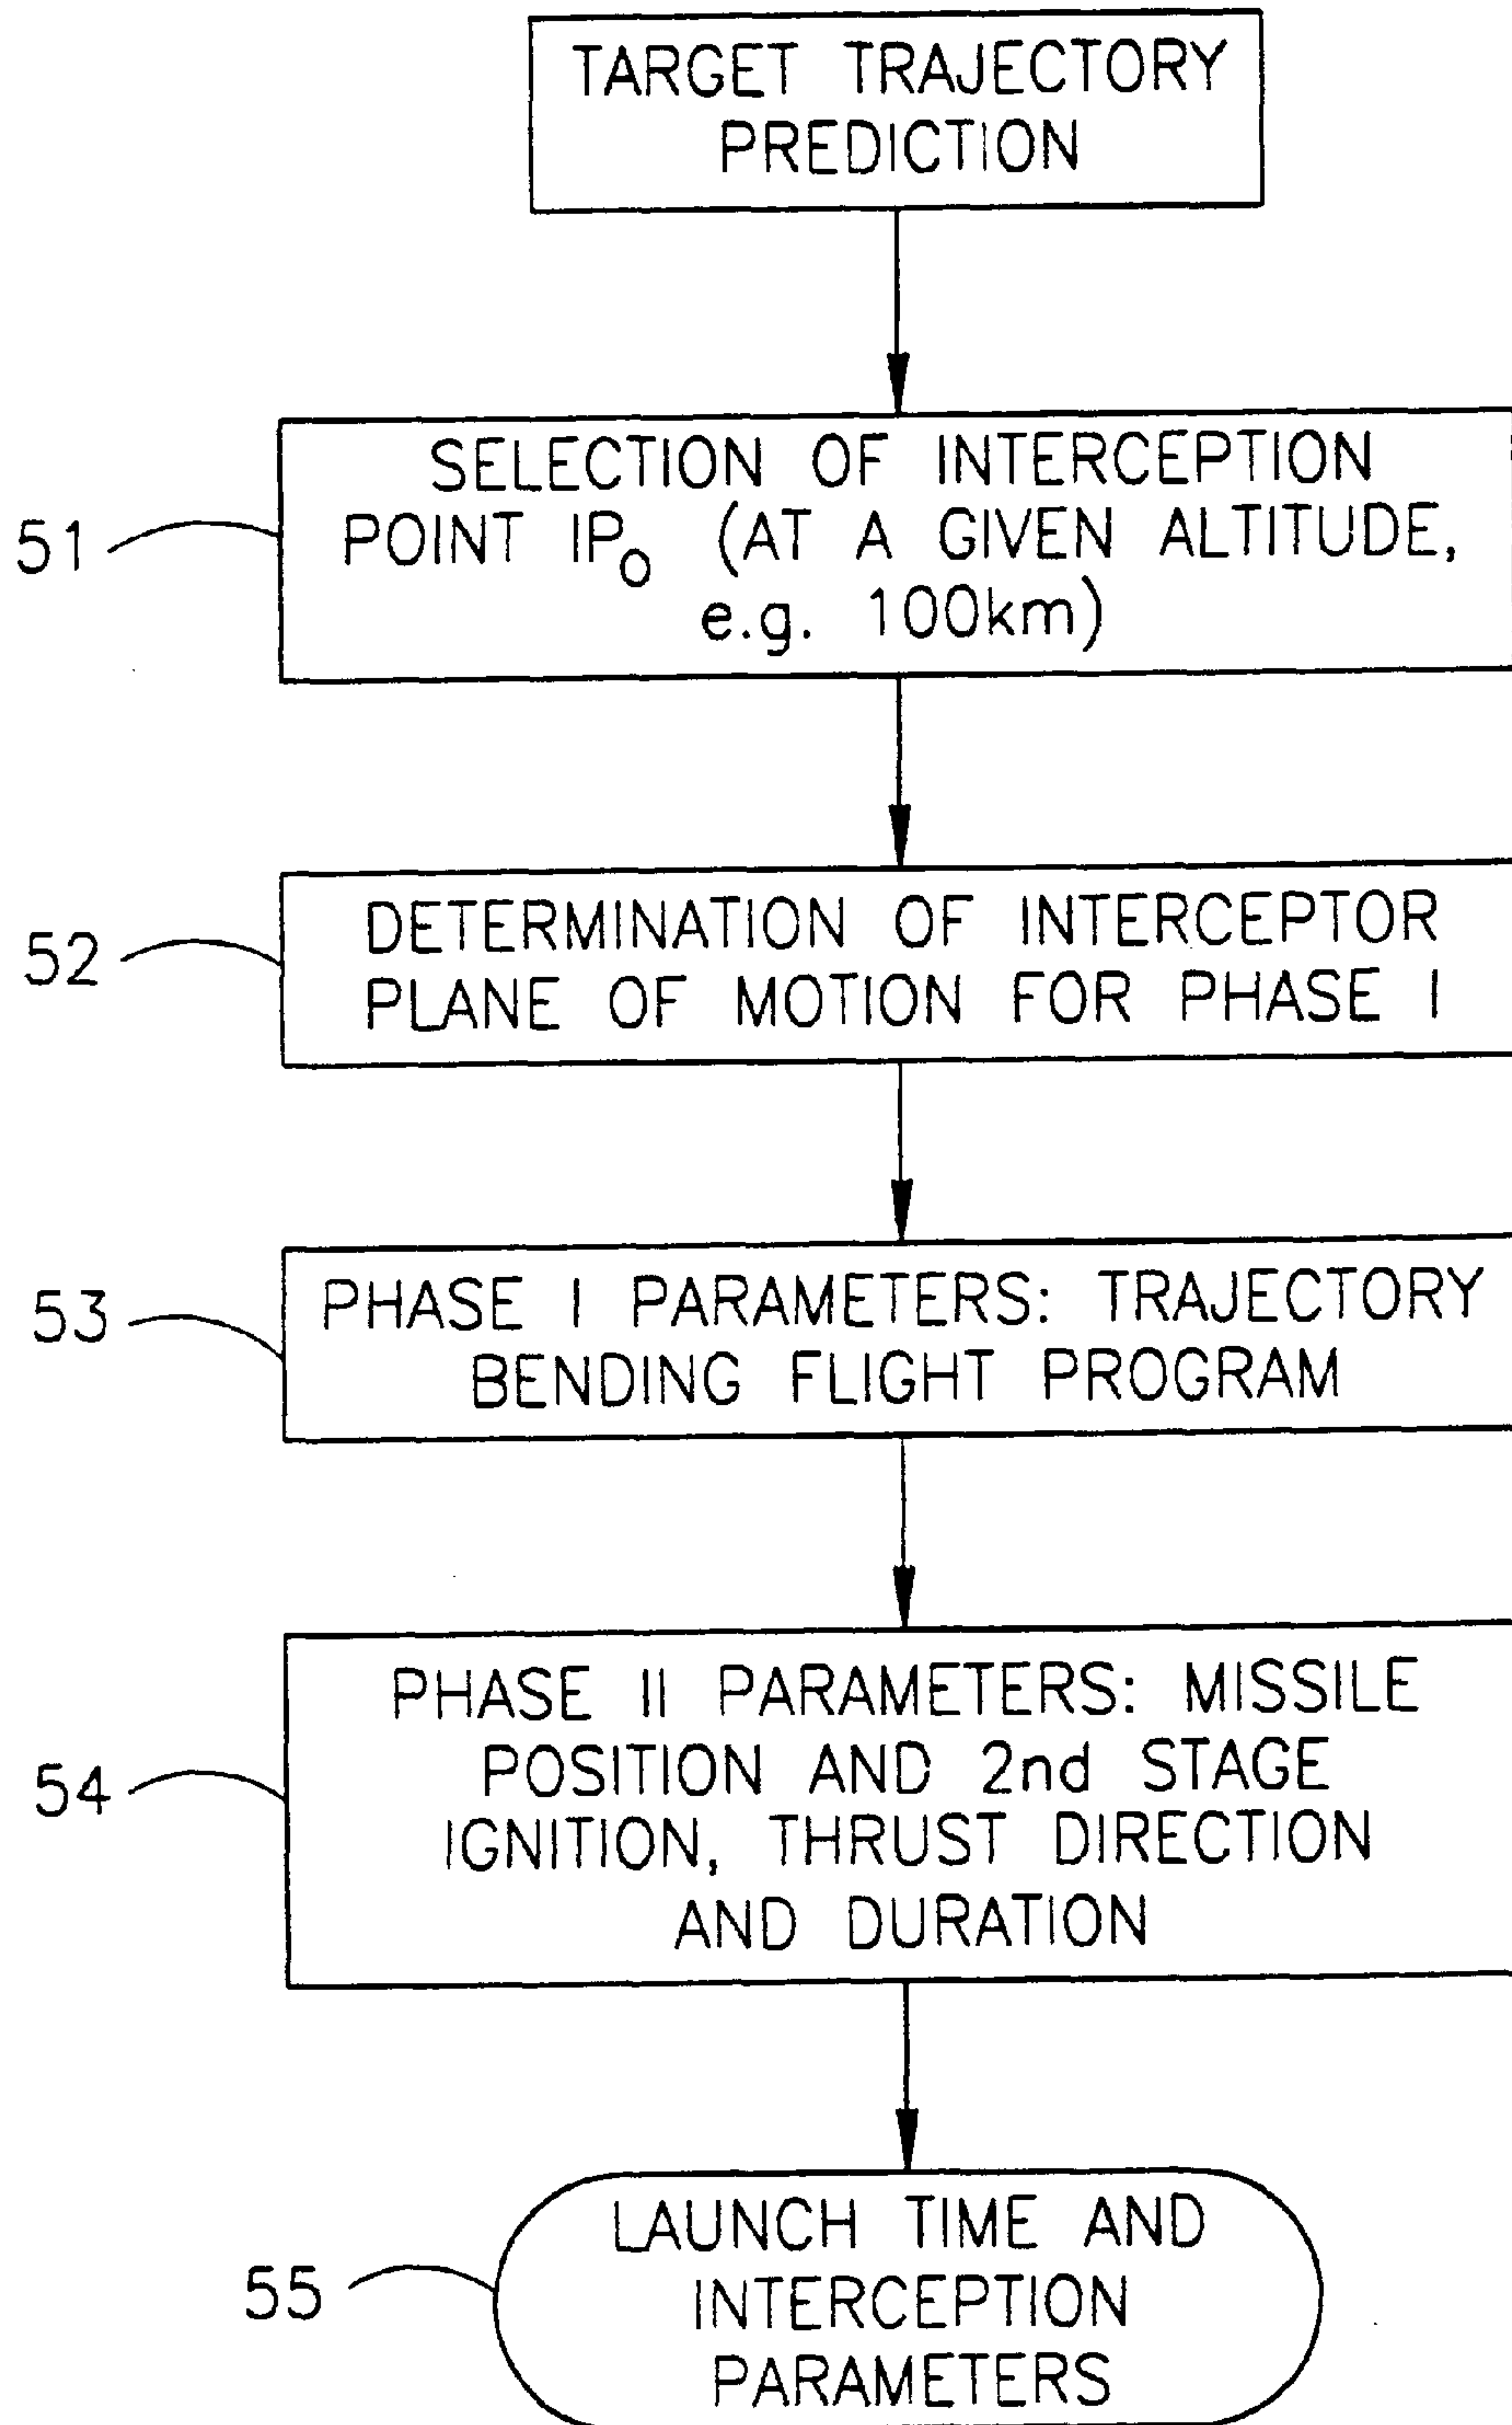 TARGET TRAJECTORY
PREDICTION
51
SELECTION OF INTERCEPTION
POINT IP₀ (AT A GIVEN ALTITUDE,
e.g. 100km)
52
DETERMINATION OF INTERCEPTOR
PLANE OF MOTION FOR PHASE I
53
PHASE I PARAMETERS: TRAJECTORY
BENDING FLIGHT PROGRAM
54
PHASE II PARAMETERS: MISSILE
POSITION AND 2nd STAGE
IGNITION, THRUST DIRECTION
AND DURATION
55
LAUNCH TIME AND
INTERCEPTION
PARAMETERS